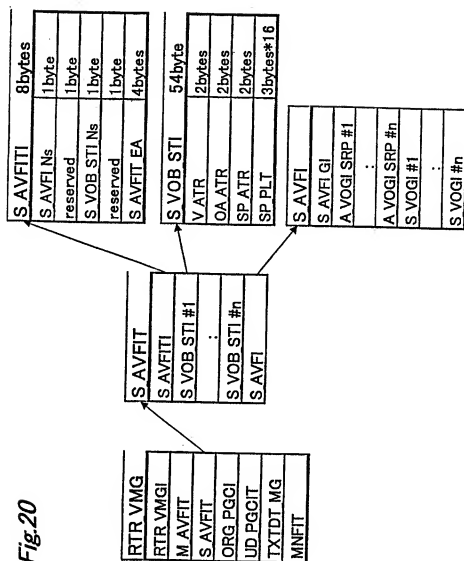 Fig.20
RTR VMG
RTR VMGI
M AVFIT
S AVFIT
ORG PGCI
UD PGCIT
TXTDT MG
MNFIT
S AVFIT
S AVFITI
S VOB STI #1
:
S VOB STI #n
S AVFI
S AVFITI 8bytes
S AVFI Ns 1byte
reserved 1byte
S VOB STI Ns 1byte
reserved 1byte
S AVFIT EA 4bytes
S VOB STI 54byte
V ATR 2bytes
OA ATR 2bytes
SP ATR 2bytes
SP PLT 3bytes*16
S AVFI
S AVFI GI
A VOGI SRP #1
:
A VOGI SRP #n
S VOGI #1
:
S VOGI #n